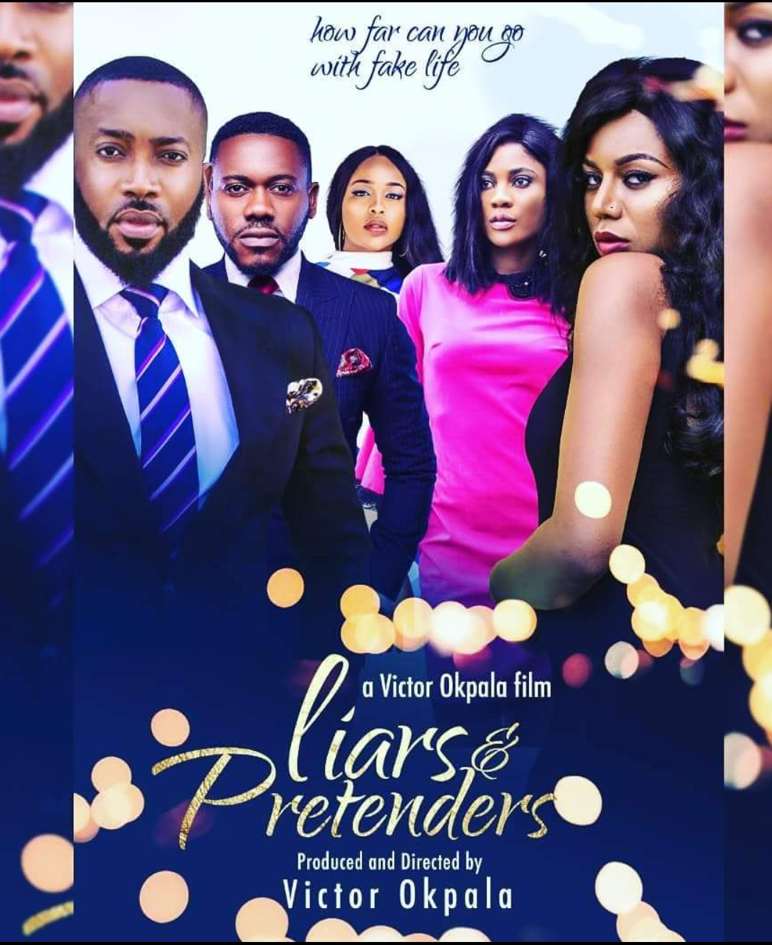 how far can you go
with fake life
a Victor Okpala film
liars &
Pretenders
Produced and Directed by
Victor Okpala